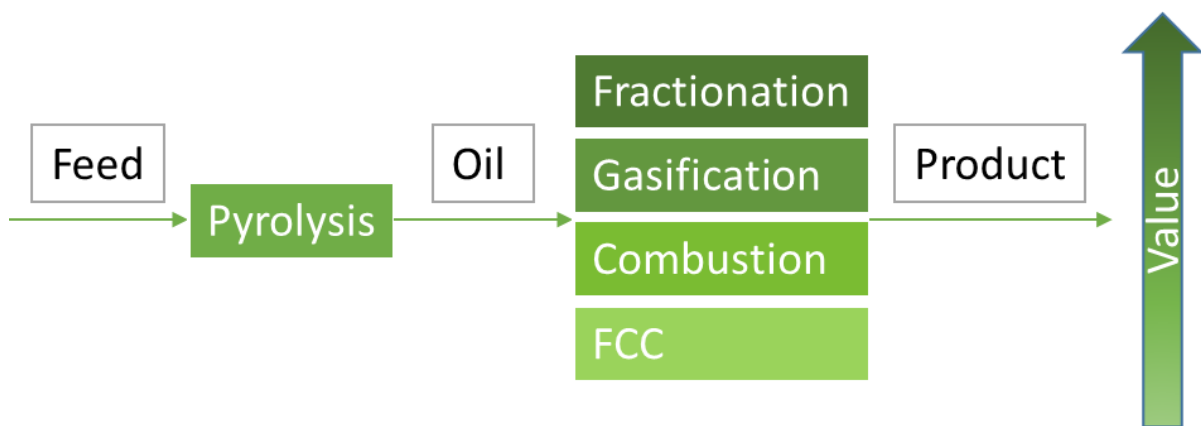 Feed
Pyrolysis
Oil
Fractionation
Gasification
Combustion
FCC
Product
Value